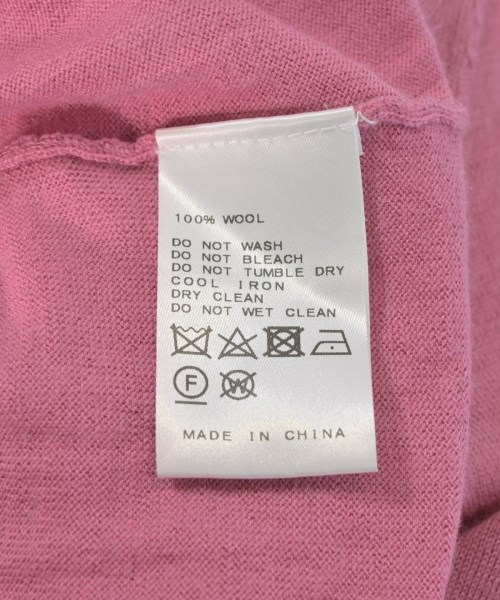 100% WOOL
DO NOT WASH
DO NOT BLEACH
DO NOT TUMBLE DRY
COOL IRON
DRY CLEAN
DO NOT WET CLEAN
F W
MADE IN CHINA